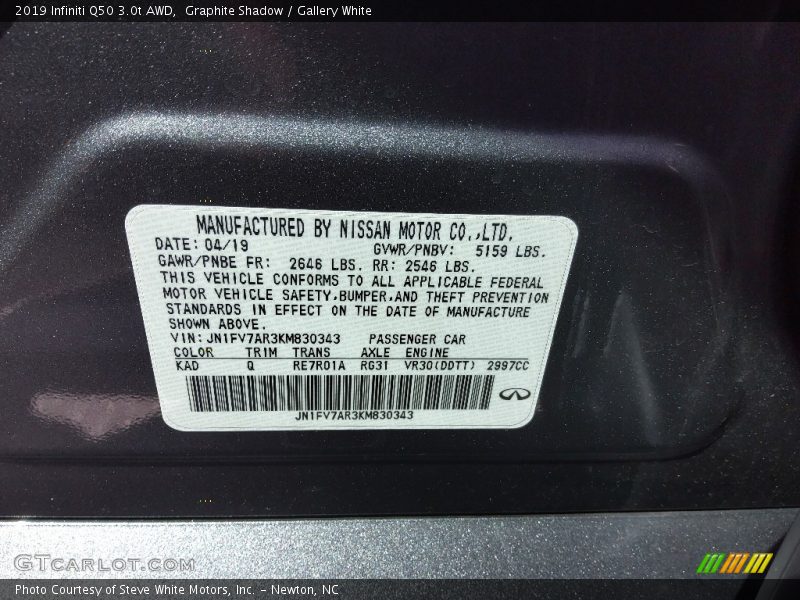 2019 Infiniti Q50 3.0t AWD,  Graphite Shadow / Gallery White
MANUFACTURED BY NISSAN MOTOR CO.,LTD.
DATE: 04/19 GVWR/PNBV: 5159 LBS.
GAWR/PNBE FR: 2646 LBS. RR: 2546 LBS.
THIS VEHICLE CONFORMS TO ALL APPLICABLE FEDERAL
MOTOR VEHICLE SAFETY,BUMPER,AND THEFT PREVENTION
STANDARDS IN EFFECT ON THE DATE OF MANUFACTURE
SHOWN ABOVE.
VIN: JN1FV7AR3KM830343 PASSENGER CAR
COLOR TRIM TRANS AXLE ENGINE
KAD Q RE7R01A RG31 VR30(DDTT) 2997CC
JN1FV7AR3KM830343
GTCARLOT.COM
Photo Courtesy of Steve White Motors, Inc. - Newton, NC